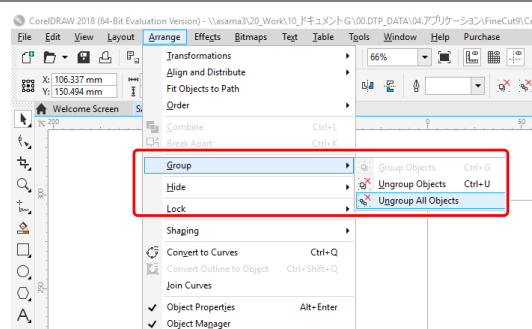 CorelDRAW 2018 (64-Bit Evaluation Version) - \\asama3\20_Work\10_ドキュメントG\00.DTP_DATA\04.アプリケーション\FineCut9\Co
File Edit View Layout Arrange Effects Bitmaps Text Table Tools Window Help Purchase
66%
X: 106.337 mm
Y: 150.494 mm
Welcome Screen
200 0 50
Transformations
Align and Distribute
Fit Objects to Path
Order
Combine Ctrl+L
Break Apart Ctrl+K
Group
Group Objects Ctrl+G
Hide
Ungroup Objects Ctrl+U
Lock
Ungroup All Objects
Shaping
Convert to Curves Ctrl+Q
Convert Outline to Object Ctrl+Shift+Q
Join Curves
Object Properties Alt+Enter
Object Manager